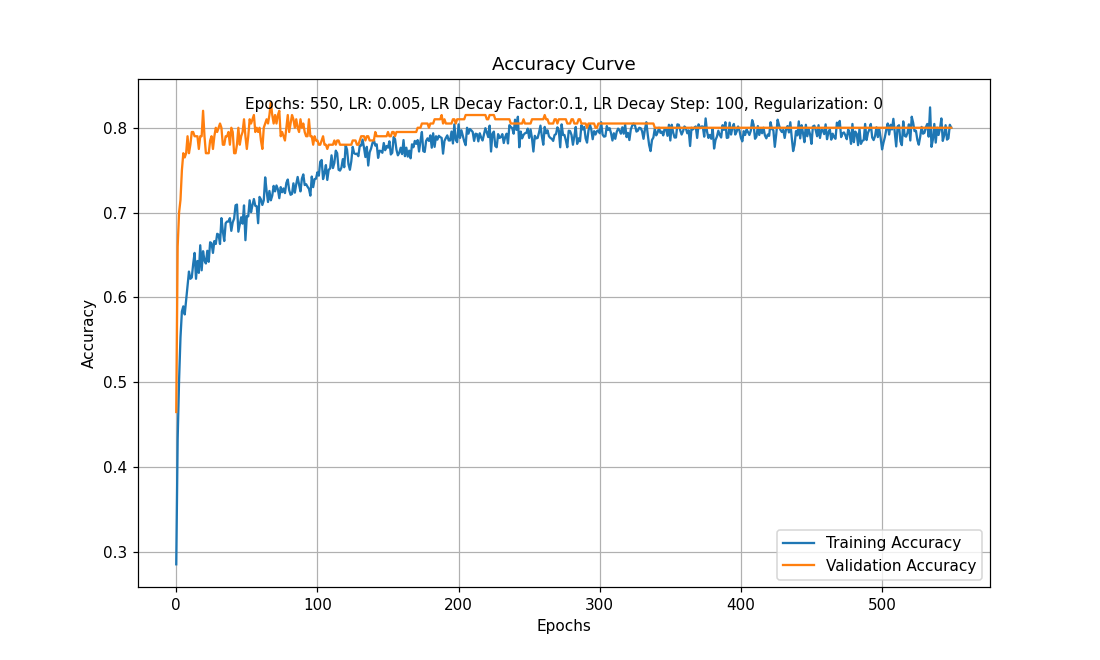 Accuracy Curve
Epochs: 550, LR: 0.005, LR Decay Factor:0.1, LR Decay Step: 100, Regularization: 0
0.8
0.7
0.6
0.5
0.4
0.3
Accuracy
Training Accuracy
Validation Accuracy
0 100 200 300 400 500
Epochs